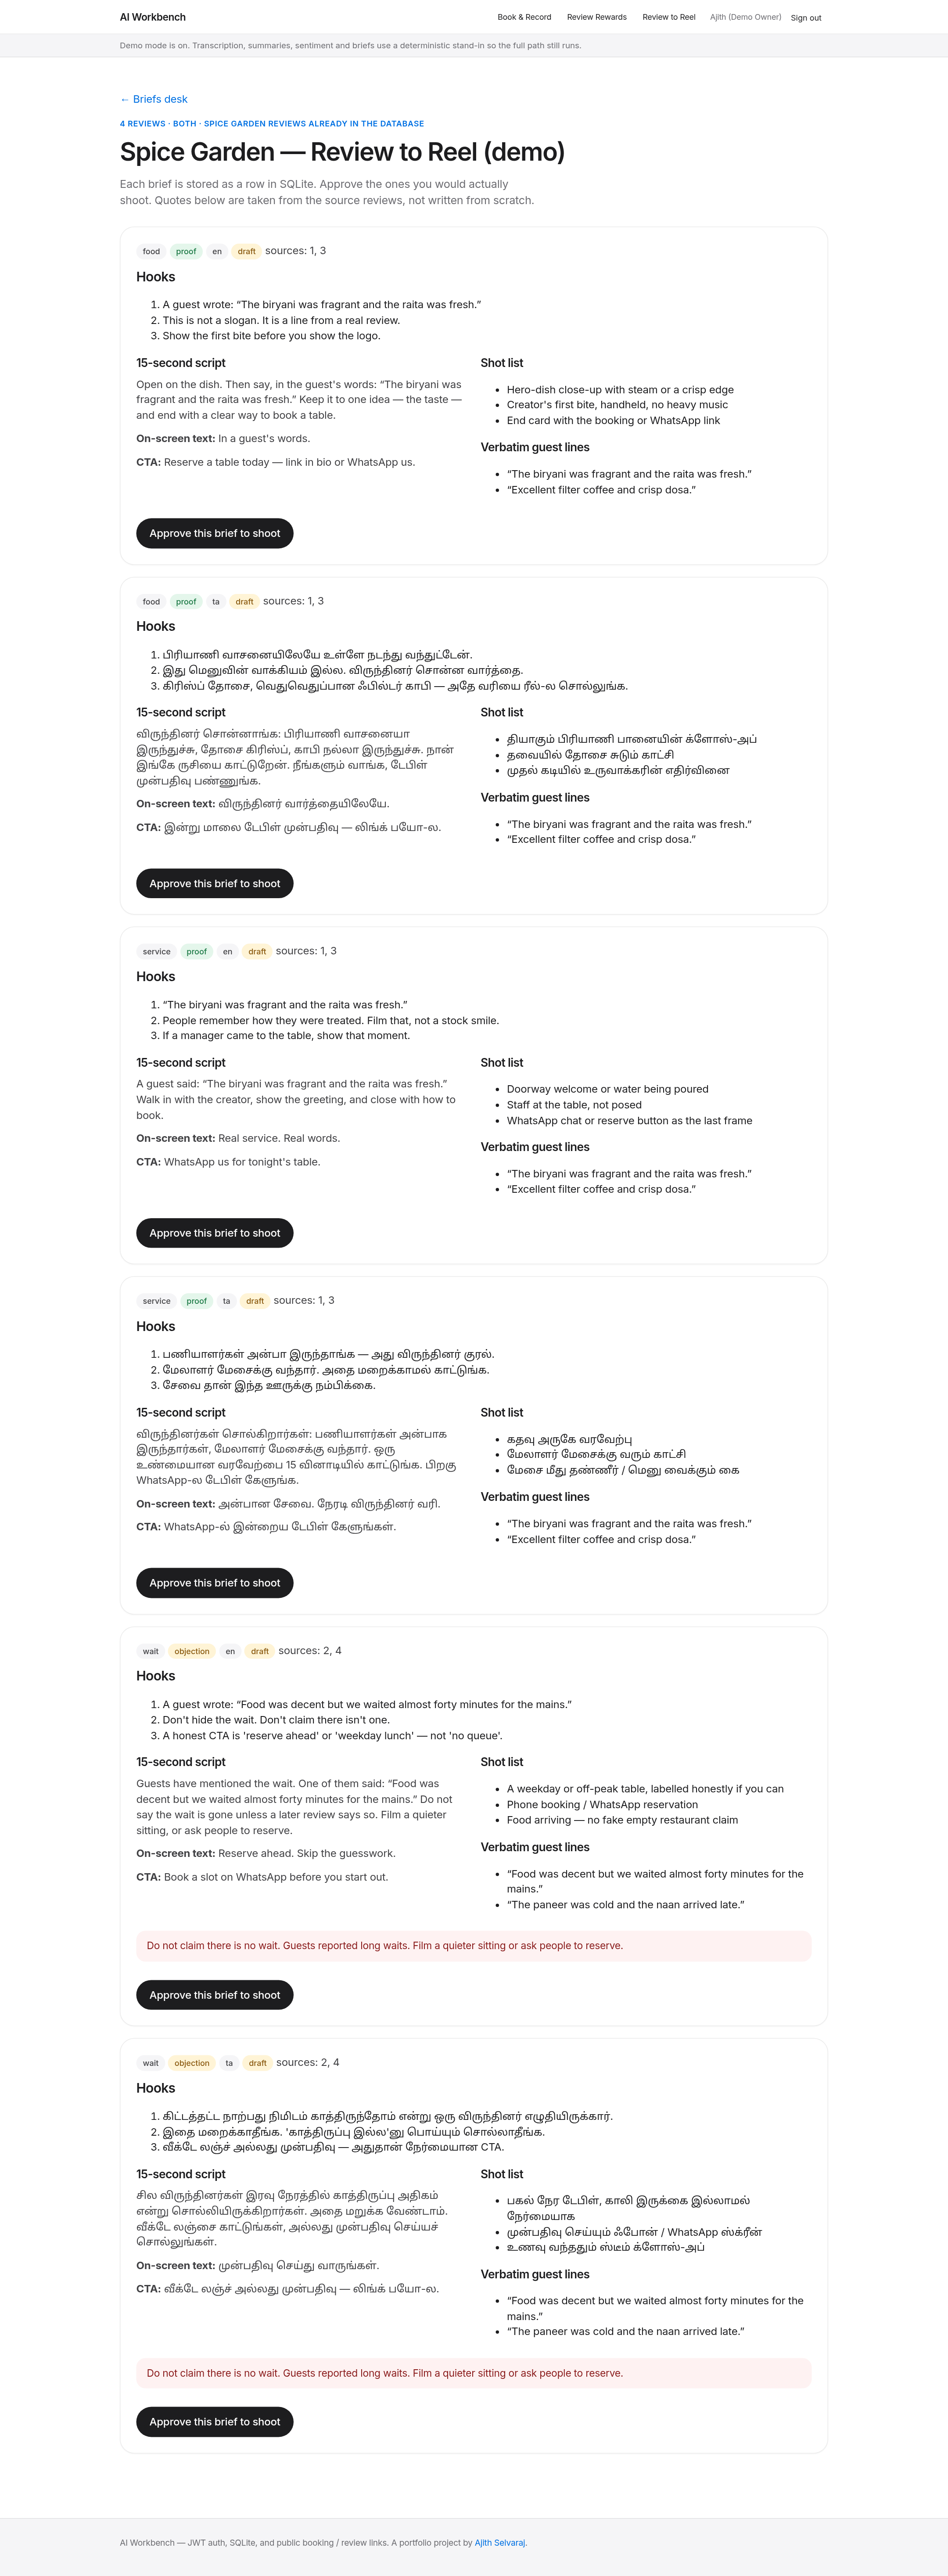 AI Workbench
Book & Record
Review Rewards
Review to Reel
Ajith (Demo Owner)
Sign out
Demo mode is on. Transcription, summaries, sentiment and briefs use a deterministic stand-in so the full path still runs.
← Briefs desk
4 REVIEWS · BOTH · SPICE GARDEN REVIEWS ALREADY IN THE DATABASE
Spice Garden — Review to Reel (demo)
Each brief is stored as a row in SQLite. Approve the ones you would actually
shoot. Quotes below are taken from the source reviews, not written from scratch.
food proof en draft sources: 1, 3
Hooks
1. A guest wrote: “The biryani was fragrant and the raita was fresh.”
2. This is not a slogan. It is a line from a real review.
3. Show the first bite before you show the logo.
15-second script
Open on the dish. Then say, in the guest's words: “The biryani was
fragrant and the raita was fresh.” Keep it to one idea — the taste —
and end with a clear way to book a table.
On-screen text: In a guest's words.
CTA: Reserve a table today — link in bio or WhatsApp us.
Shot list
• Hero-dish close-up with steam or a crisp edge
• Creator's first bite, handheld, no heavy music
• End card with the booking or WhatsApp link
Verbatim guest lines
• “The biryani was fragrant and the raita was fresh.”
• “Excellent filter coffee and crisp dosa.”
Approve this brief to shoot
food proof ta draft sources: 1, 3
Hooks
1. பிரியாணி வாசனையிலேயே உள்ளே நடந்து வந்துட்டேன்.
2. இது மெனுவின் வாக்கியம் இல்ல. விருந்தினர் சொன்ன வார்த்தை.
3. கிரிஸ்ப் தோசை, வெதுவெதுப்பான ஃபில்டர் காபி — அதே வரியை ரீல்-ல சொல்லுங்க.
15-second script
விருந்தினர் சொன்னாங்க: பிரியாணி வாசனையா
இருந்துச்சு, தோசை கிரிஸ்ப், காபி நல்லா இருந்துச்சு. நான்
இங்கே ருசியை காட்டுறேன். நீங்களும் வாங்க, டேபிள்
முன்பதிவு பண்ணுங்க.
On-screen text: விருந்தினர் வார்த்தையிலேயே.
CTA: இன்று மாலை டேபிள் முன்பதிவு — லிங்க் பயோ-ல.
Shot list
• தியாகும் பிரியாணி பானையின் க்ளோஸ்-அப்
• தவையில் தோசை சுடும் காட்சி
• முதல் கடியில் உருவாக்கரின் எதிர்வினை
Verbatim guest lines
• “The biryani was fragrant and the raita was fresh.”
• “Excellent filter coffee and crisp dosa.”
Approve this brief to shoot
service proof en draft sources: 1, 3
Hooks
1. “The biryani was fragrant and the raita was fresh.”
2. People remember how they were treated. Film that, not a stock smile.
3. If a manager came to the table, show that moment.
15-second script
A guest said: “The biryani was fragrant and the raita was fresh.”
Walk in with the creator, show the greeting, and close with how to
book.
On-screen text: Real service. Real words.
CTA: WhatsApp us for tonight's table.
Shot list
• Doorway welcome or water being poured
• Staff at the table, not posed
• WhatsApp chat or reserve button as the last frame
Verbatim guest lines
• “The biryani was fragrant and the raita was fresh.”
• “Excellent filter coffee and crisp dosa.”
Approve this brief to shoot
service proof ta draft sources: 1, 3
Hooks
1. பணியாளர்கள் அன்பா இருந்தாங்க — அது விருந்தினர் குரல்.
2. மேலாளர் மேசைக்கு வந்தார். அதை மறைக்காமல் காட்டுங்க.
3. சேவை தான் இந்த ஊருக்கு நம்பிக்கை.
15-second script
விருந்தினர்கள் சொல்கிறார்கள்: பணியாளர்கள் அன்பாக
இருந்தார்கள், மேலாளர் மேசைக்கு வந்தார். ஒரு
உண்மையான வரவேற்பை 15 வினாடியில் காட்டுங்க. பிறகு
WhatsApp-ல டேபிள் கேளுங்க.
On-screen text: அன்பான சேவை. நேரடி விருந்தினர் வரி.
CTA: WhatsApp-ல் இன்றைய டேபிள் கேளுங்கள்.
Shot list
• கதவு அருகே வரவேற்பு
• மேலாளர் மேசைக்கு வரும் காட்சி
• மேசை மீது தண்ணீர் / மெனு வைக்கும் கை
Verbatim guest lines
• “The biryani was fragrant and the raita was fresh.”
• “Excellent filter coffee and crisp dosa.”
Approve this brief to shoot
wait objection en draft sources: 2, 4
Hooks
1. A guest wrote: “Food was decent but we waited almost forty minutes for the mains.”
2. Don't hide the wait. Don't claim there isn't one.
3. A honest CTA is 'reserve ahead' or 'weekday lunch' — not 'no queue'.
15-second script
Guests have mentioned the wait. One of them said: “Food was
decent but we waited almost forty minutes for the mains.” Do not
say the wait is gone unless a later review says so. Film a quieter
sitting, or ask people to reserve.
On-screen text: Reserve ahead. Skip the guesswork.
CTA: Book a slot on WhatsApp before you start out.
Shot list
• A weekday or off-peak table, labelled honestly if you can
• Phone booking / WhatsApp reservation
• Food arriving — no fake empty restaurant claim
Verbatim guest lines
• “Food was decent but we waited almost forty minutes for the
mains.”
• “The paneer was cold and the naan arrived late.”
Do not claim there is no wait. Guests reported long waits. Film a quieter sitting or ask people to reserve.
Approve this brief to shoot
wait objection ta draft sources: 2, 4
Hooks
1. கிட்டத்தட்ட நாற்பது நிமிடம் காத்திருந்தோம் என்று ஒரு விருந்தினர் எழுதியிருக்கார்.
2. இதை மறைக்காதீங்க. 'காத்திருப்பு இல்ல'னு பொய்யும் சொல்லாதீங்க.
3. வீக்டே லஞ்ச் அல்லது முன்பதிவு — அதுதான் நேர்மையான CTA.
15-second script
சில விருந்தினர்கள் இரவு நேரத்தில் காத்திருப்பு அதிகம்
என்று சொல்லியிருக்கிறார்கள். அதை மறுக்க வேண்டாம்.
வீக்டே லஞ்சை காட்டுங்கள், அல்லது முன்பதிவு செய்யச்
சொல்லுங்கள்.
On-screen text: முன்பதிவு செய்து வாருங்கள்.
CTA: வீக்டே லஞ்ச் அல்லது முன்பதிவு — லிங்க் பயோ-ல.
Shot list
• பகல் நேர டேபிள், காலி இருக்கை இல்லாமல்
நேர்மையாக
• முன்பதிவு செய்யும் ஃபோன் / WhatsApp ஸ்க்ரீன்
• உணவு வந்ததும் ஸ்டீம் க்ளோஸ்-அப்
Verbatim guest lines
• “Food was decent but we waited almost forty minutes for the
mains.”
• “The paneer was cold and the naan arrived late.”
Do not claim there is no wait. Guests reported long waits. Film a quieter sitting or ask people to reserve.
Approve this brief to shoot
AI Workbench — JWT auth, SQLite, and public booking / review links. A portfolio project by Ajith Selvaraj.